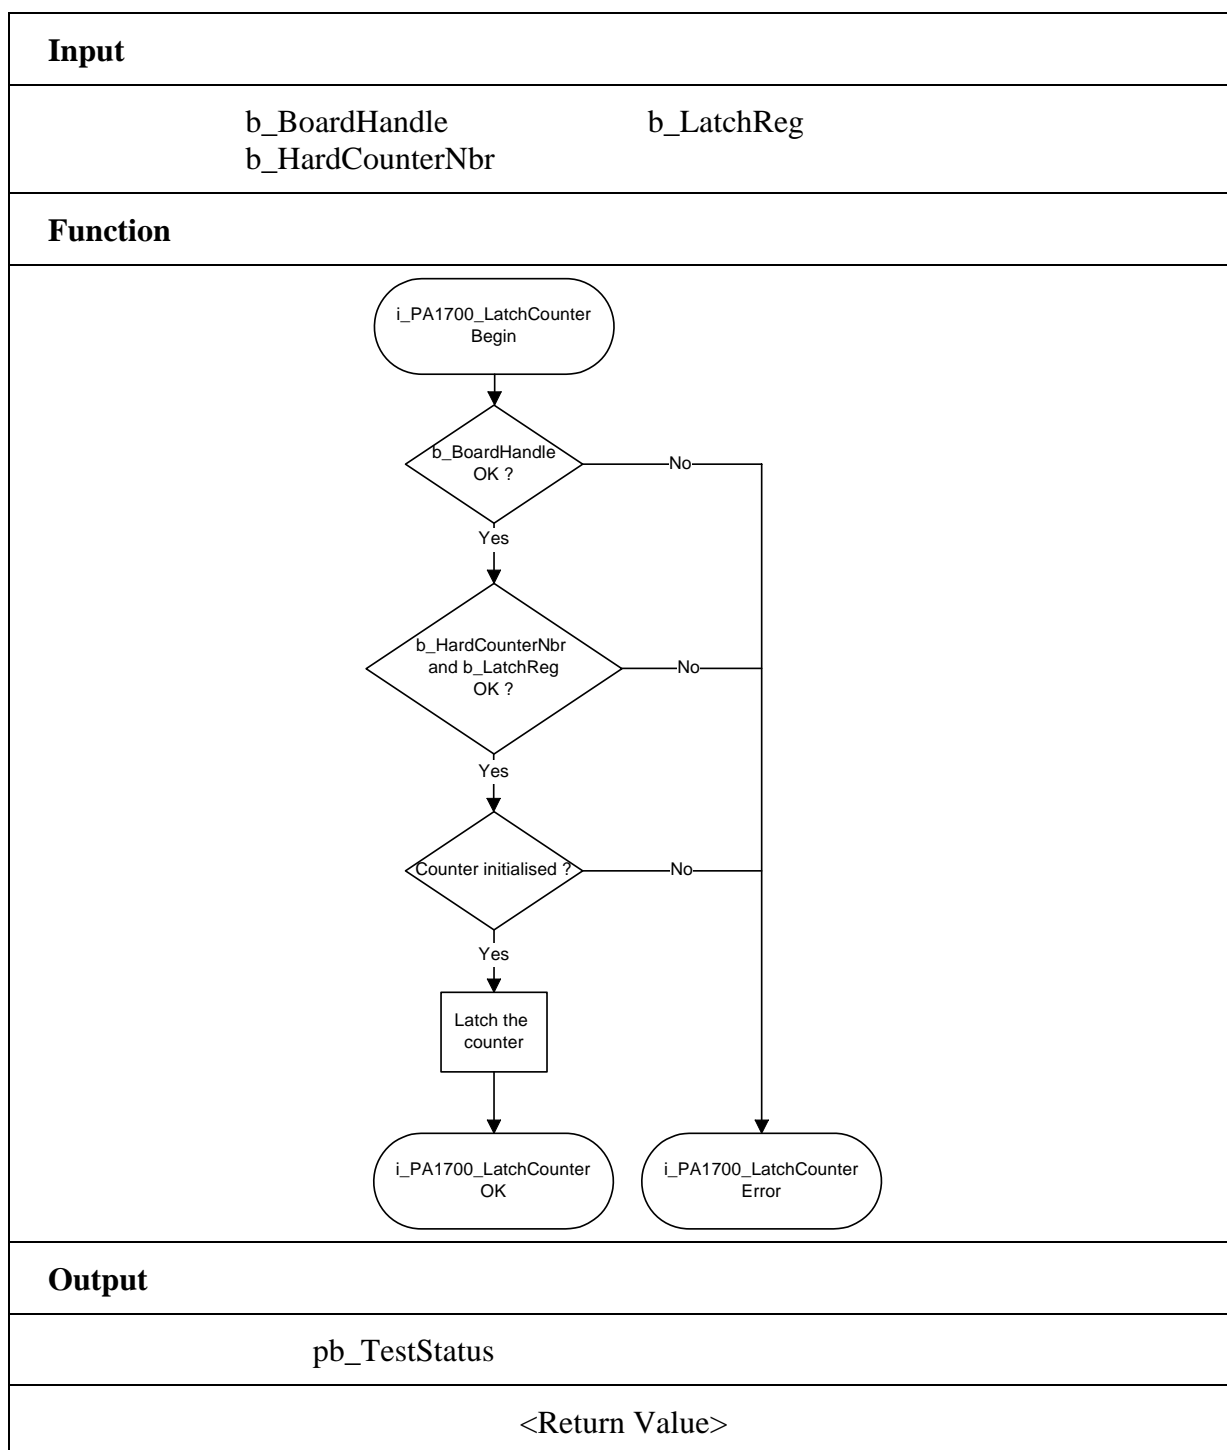 Input
b_BoardHandle b_LatchReg
b_HardCounterNbr
Function
i_PA1700_LatchCounter
Begin
b_BoardHandle
OK ?
No
Yes
b_HardCounterNbr
and b_LatchReg
OK ?
No
Yes
Counter initialised ?
No
Yes
Latch the
counter
i_PA1700_LatchCounter
OK
i_PA1700_LatchCounter
Error
Output
pb_TestStatus
<Return Value>